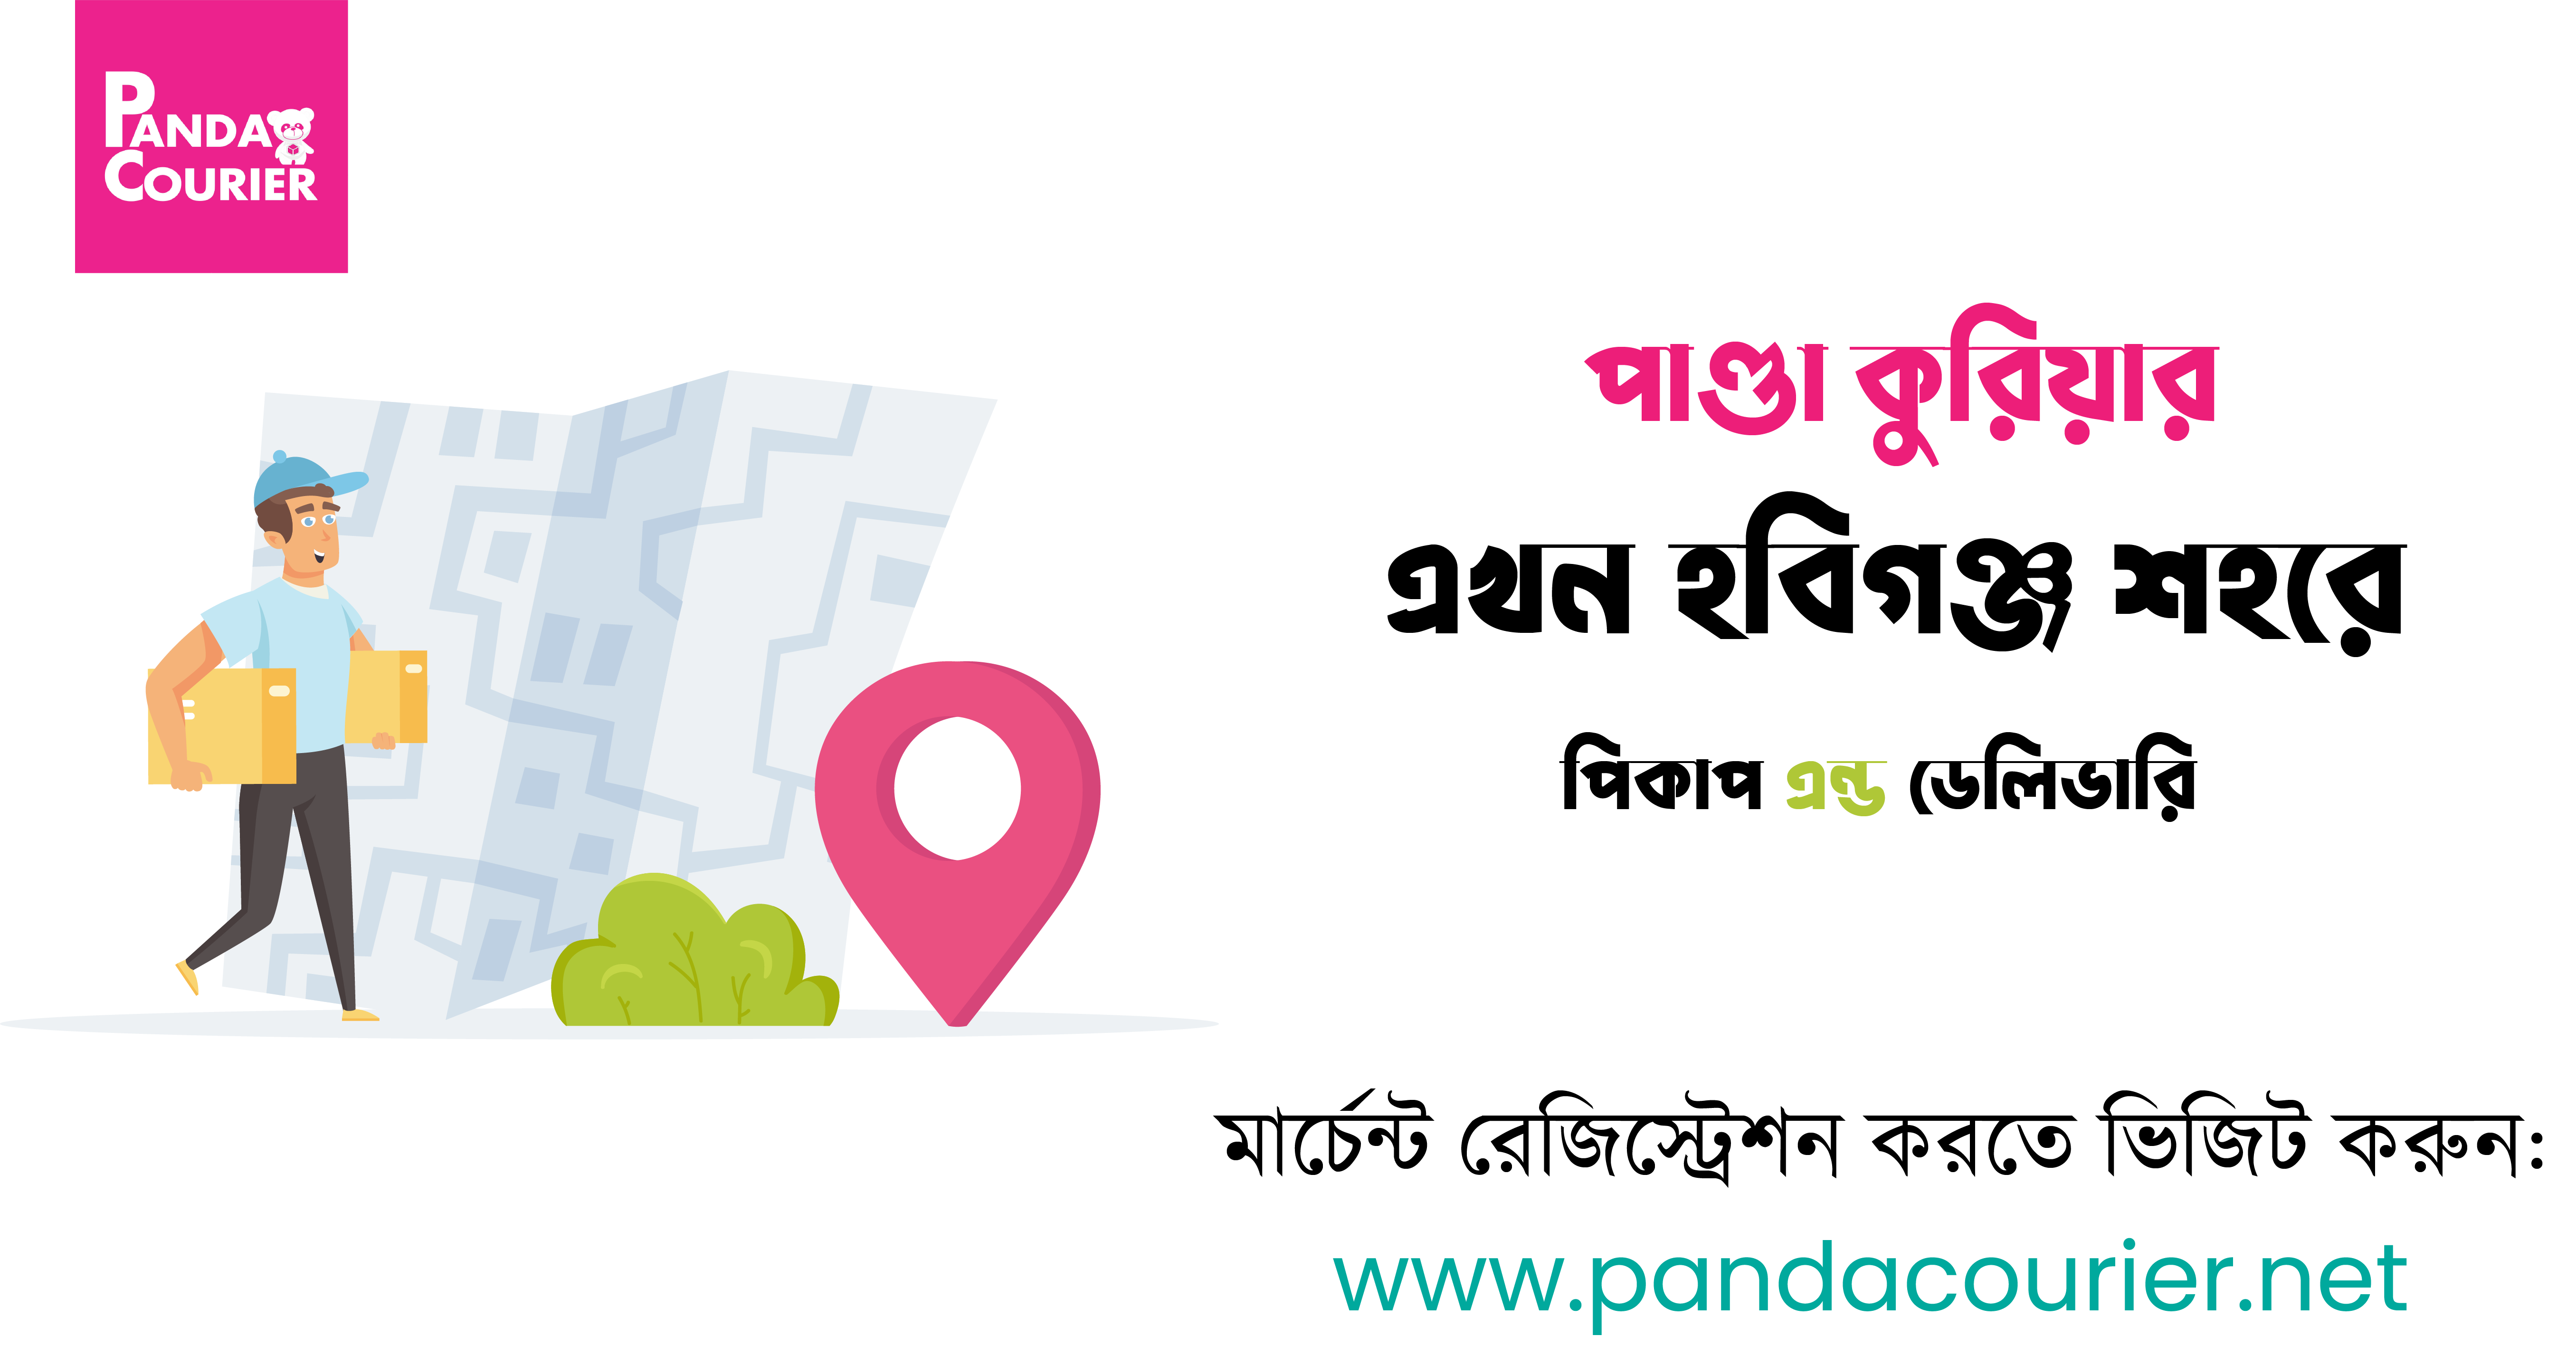 PANDA
COURIER
পাণ্ডা কুরিয়ার
এখন হবিগঞ্জ শহরে
পিকাপ এন্ড ডেলিভারি
মার্চেন্ট রেজিস্ট্রেশন করতে ভিজিট করুন:
www.pandacourier.net